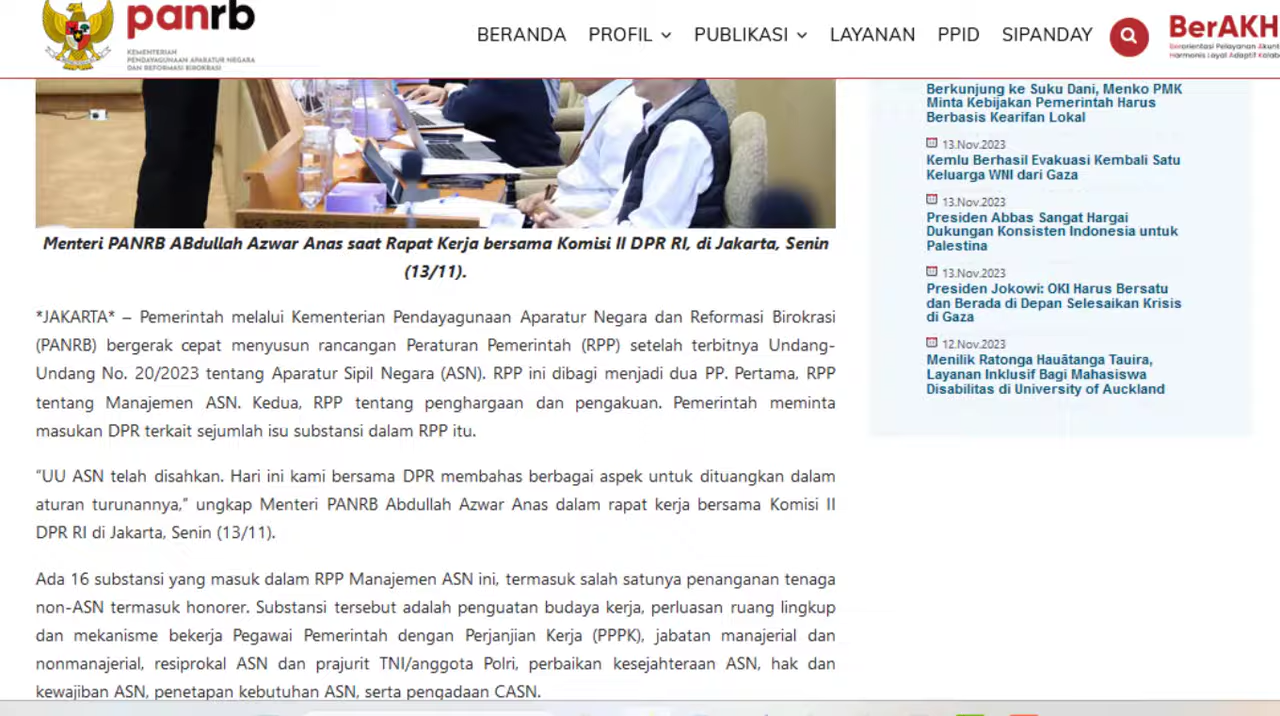 panrb
KEMENTERIAN
PENDAYAGUNAAN APARATUR NEGARA
DAN REFORMASI BIROKRASI
BERANDA PROFIL PUBLIKASI LAYANAN PPID SIPANDAY
BerAKH
Berorientasi Pelayanan Akunt
Harmonis Loyal Adaptif Kolab
Menteri PANRB ABdullah Azwar Anas saat Rapat Kerja bersama Komisi II DPR RI, di Jakarta, Senin
(13/11).
*JAKARTA* – Pemerintah melalui Kementerian Pendayagunaan Aparatur Negara dan Reformasi Birokrasi
(PANRB) bergerak cepat menyusun rancangan Peraturan Pemerintah (RPP) setelah terbitnya Undang-
Undang No. 20/2023 tentang Aparatur Sipil Negara (ASN). RPP ini dibagi menjadi dua PP. Pertama, RPP
tentang Manajemen ASN. Kedua, RPP tentang penghargaan dan pengakuan. Pemerintah meminta
masukan DPR terkait sejumlah isu substansi dalam RPP itu.
“UU ASN telah disahkan. Hari ini kami bersama DPR membahas berbagai aspek untuk dituangkan dalam
aturan turunannya,” ungkap Menteri PANRB Abdullah Azwar Anas dalam rapat kerja bersama Komisi II
DPR RI di Jakarta, Senin (13/11).
Ada 16 substansi yang masuk dalam RPP Manajemen ASN ini, termasuk salah satunya penanganan tenaga
non-ASN termasuk honorer. Substansi tersebut adalah penguatan budaya kerja, perluasan ruang lingkup
dan mekanisme bekerja Pegawai Pemerintah dengan Perjanjian Kerja (PPPK), jabatan manajerial dan
nonmanajerial, resiprokal ASN dan prajurit TNI/anggota Polri, perbaikan kesejahteraan ASN, hak dan
kewajiban ASN, penetapan kebutuhan ASN, serta pengadaan CASN.
Berkunjung ke Suku Dani, Menko PMK
Minta Kebijakan Pemerintah Harus
Berbasis Kearifan Lokal
13.Nov.2023
Kemlu Berhasil Evakuasi Kembali Satu
Keluarga WNI dari Gaza
13.Nov.2023
Presiden Abbas Sangat Hargai
Dukungan Konsisten Indonesia untuk
Palestina
13.Nov.2023
Presiden Jokowi: OKI Harus Bersatu
dan Berada di Depan Selesaikan Krisis
di Gaza
12.Nov.2023
Menilik Ratonga Hauātanga Tauira,
Layanan Inklusif Bagi Mahasiswa
Disabilitas di University of Auckland